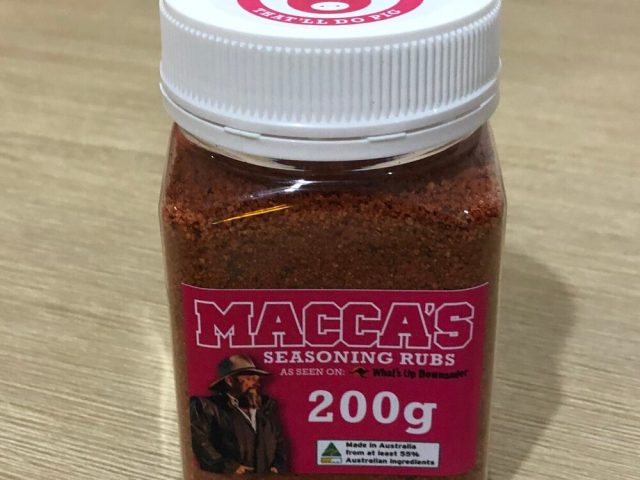 THAT'LL DO PIG
MACCA'S
SEASONING RUBS
AS SEEN ON: What's Up Downunder
200g
Made in Australia
from at least 55%
Australian ingredients